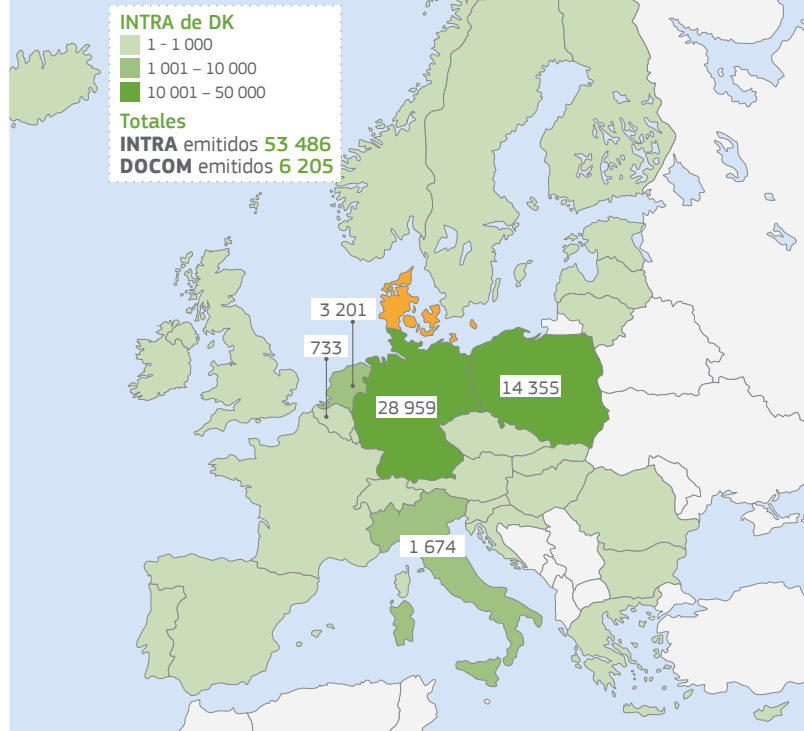 INTRA de DK
1 - 1 000
1 001 – 10 000
10 001 – 50 000
Totales
INTRA emitidos 53 486
DOCOM emitidos 6 205
3 201
733
28 959
14 355
1 674